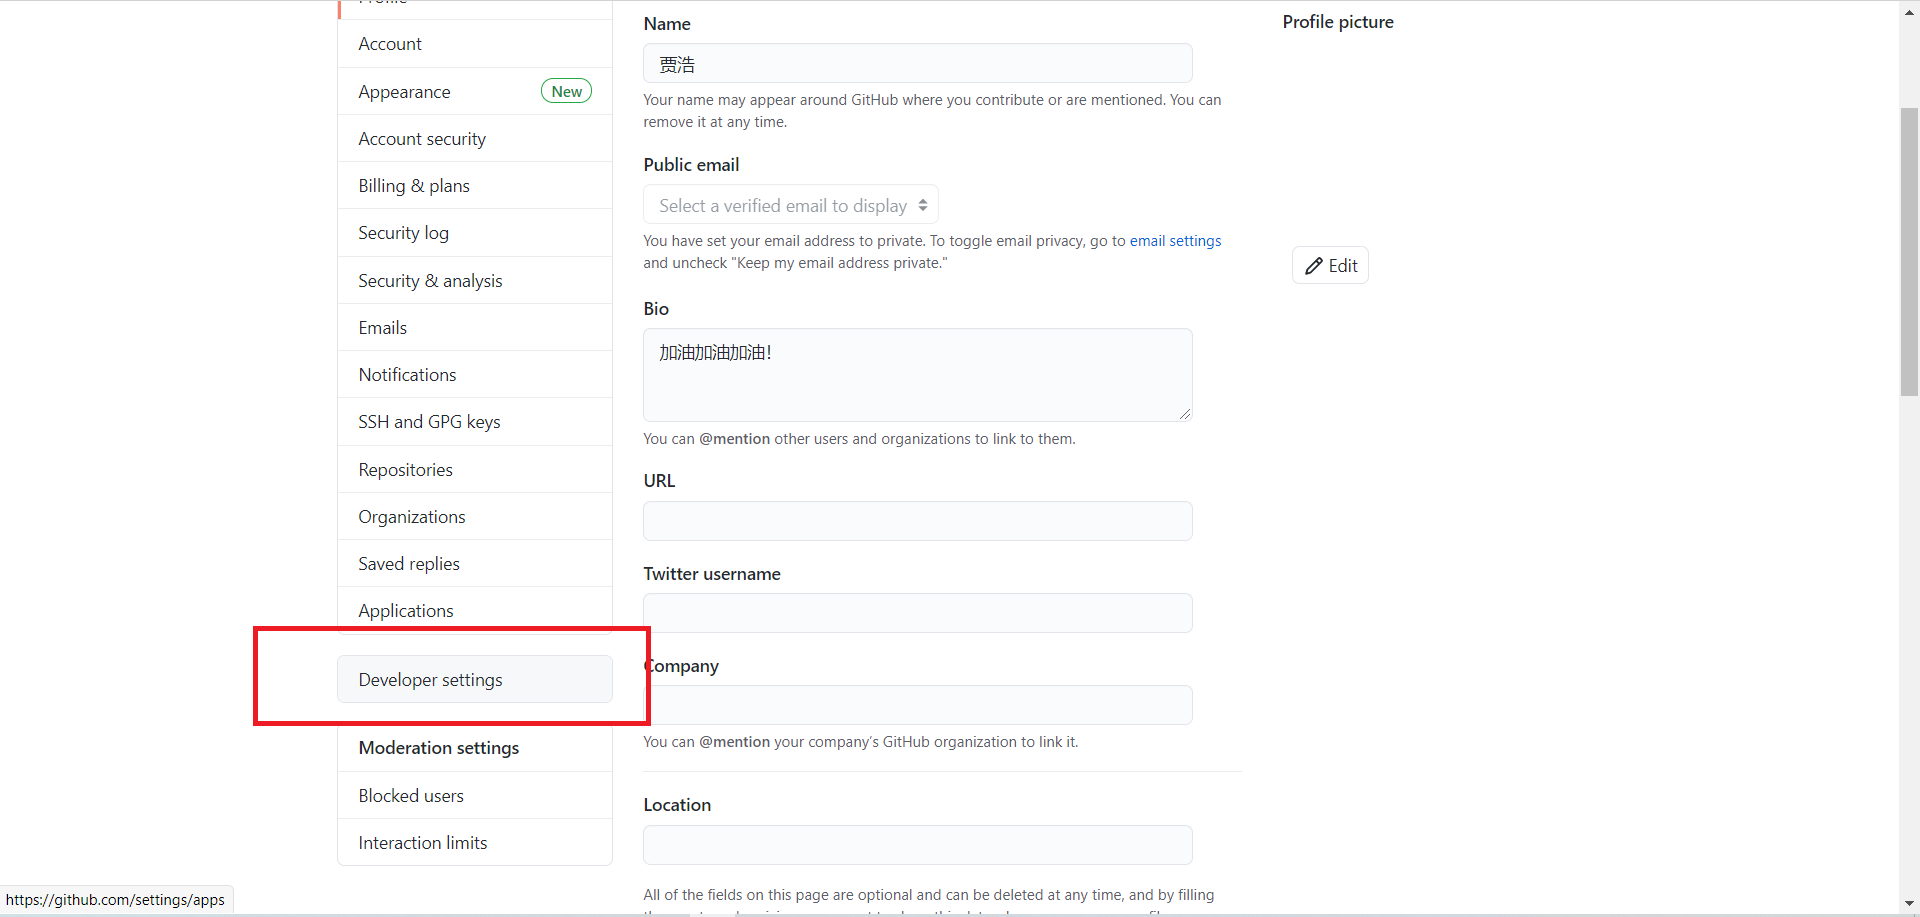 Profile
Account
Appearance New
Account security
Billing & plans
Security log
Security & analysis
Emails
Notifications
SSH and GPG keys
Repositories
Organizations
Saved replies
Applications
Developer settings
Moderation settings
Blocked users
Interaction limits
Name
贾浩
Your name may appear around GitHub where you contribute or are mentioned. You can
remove it at any time.
Public email
Select a verified email to display
You have set your email address to private. To toggle email privacy, go to email settings
and uncheck "Keep my email address private."
Bio
加油加油加油!
You can @mention other users and organizations to link to them.
URL
Twitter username
Company
You can @mention your company’s GitHub organization to link it.
Location
All of the fields on this page are optional and can be deleted at any time, and by filling
Profile picture
Edit
https://github.com/settings/apps